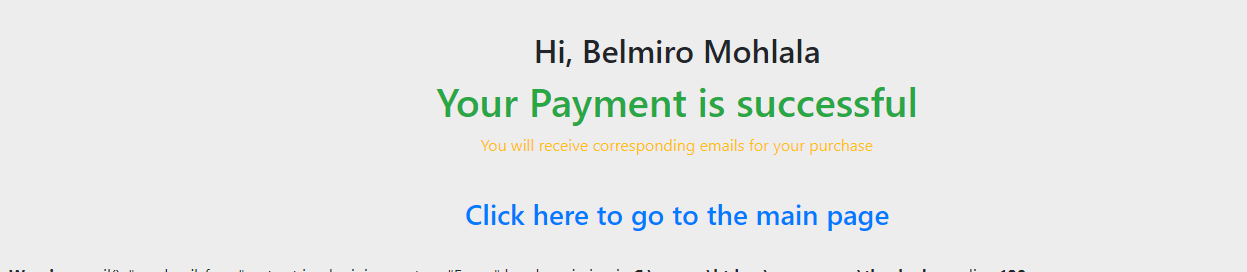 Hi, Belmiro Mohlala
Your Payment is successful
You will receive corresponding emails for your purchase
Click here to go to the main page